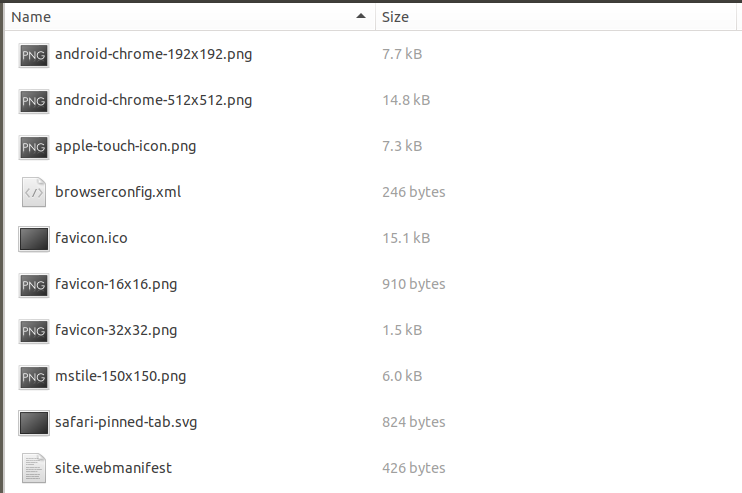 Name Size
PNG android-chrome-192x192.png 7.7 kB
PNG android-chrome-512x512.png 14.8 kB
PNG apple-touch-icon.png 7.3 kB
</> browserconfig.xml 246 bytes
favicon.ico 15.1 kB
PNG favicon-16x16.png 910 bytes
PNG favicon-32x32.png 1.5 kB
PNG mstile-150x150.png 6.0 kB
safari-pinned-tab.svg 824 bytes
site.webmanifest 426 bytes